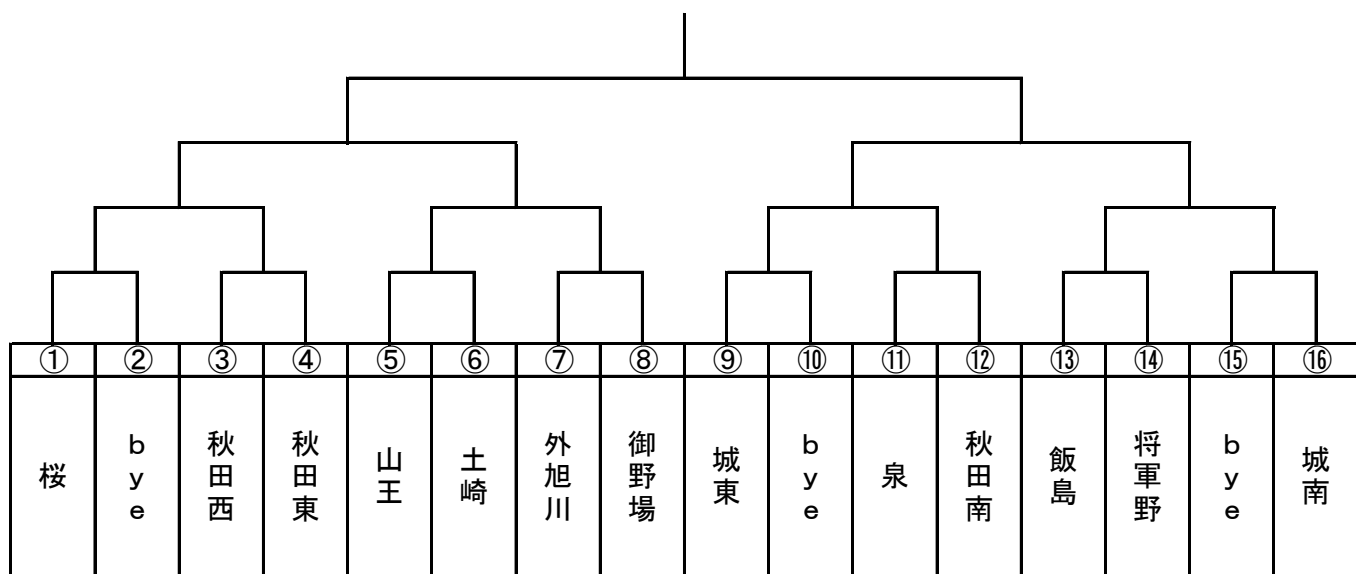 ① ② ③ ④ ⑤ ⑥ ⑦ ⑧ ⑨ ⑩ ⑪ ⑫ ⑬ ⑭ ⑮ ⑯
桜
bye
秋田西
秋田東
山王
土崎
外旭川
御野場
城東
bye
泉
秋田南
飯島
将軍野
bye
城南